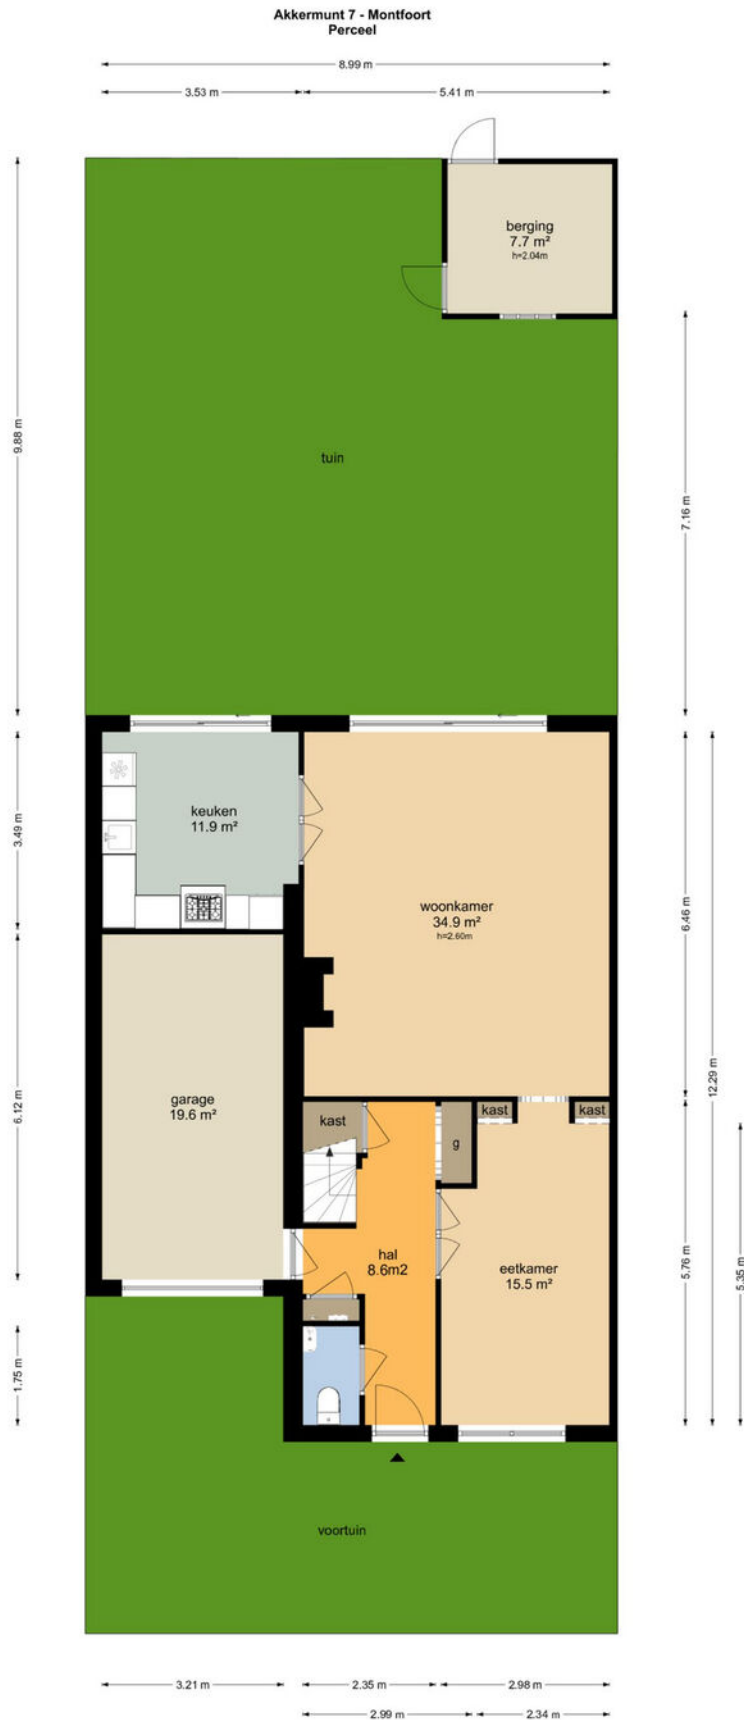 Akkermunt 7 - Montfoort
Perceel
8.99 m
3.53 m
5.41 m
berging
7.7 m²
h=2.04m
9.88 m
tuin
7.16 m
keuken
11.9 m²
3.49 m
woonkamer
34.9 m²
h=2.60m
6.46 m
12.29 m
garage
19.6 m²
6.12 m
kast
kast
kast
g
hal
8.6m2
eetkamer
15.5 m²
5.76 m
5.35 m
1.75 m
voortuin
3.21 m
2.35 m
2.98 m
2.99 m
2.34 m